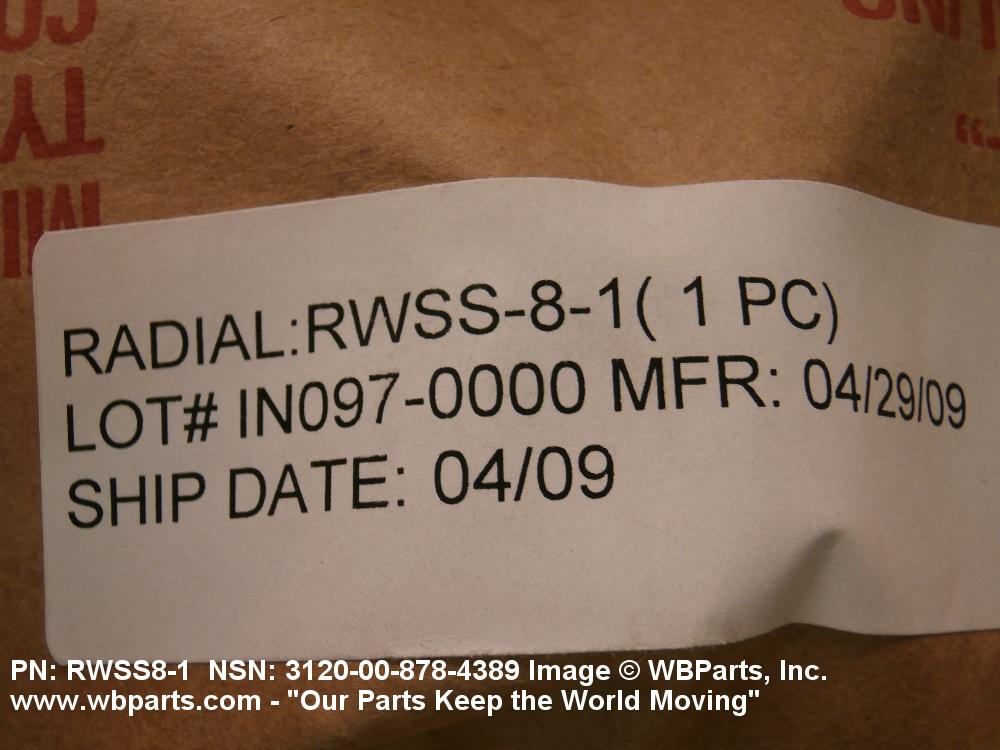 RADIAL:RWSS-8-1( 1 PC)
LOT# IN097-0000 MFR: 04/29/09
SHIP DATE: 04/09
PN: RWSS8-1 NSN: 3120-00-878-4389 Image © WBParts, Inc.
www.wbparts.com - "Our Parts Keep the World Moving"